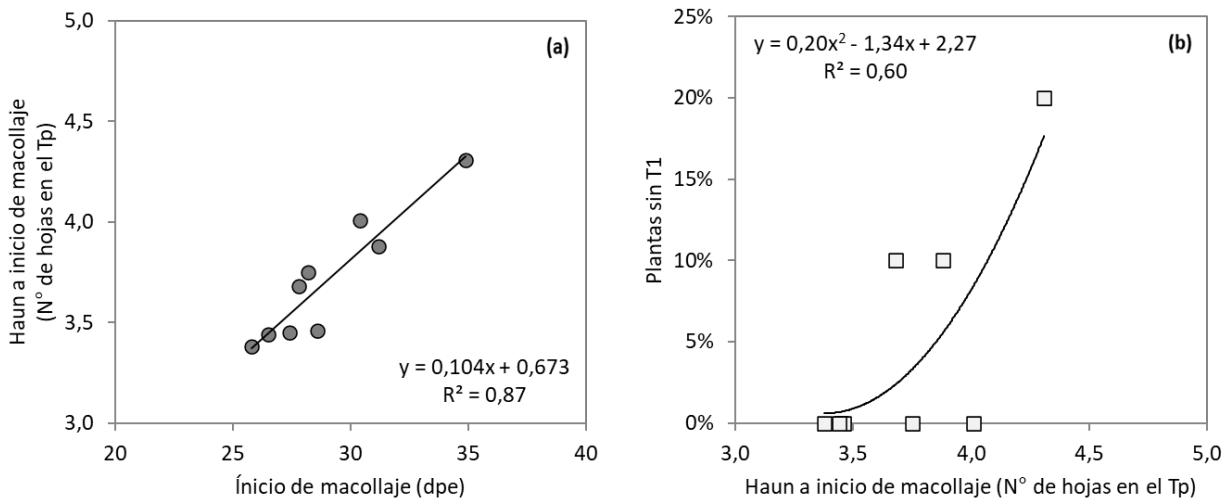 5,0
4,5
4,0
3,5
3,0
20
25
30
35
40
Haun a inicio de macollaje
(N° de hojas en el Tp)
Ínicio de macollaje (dpe)
(a)
y = 0,104x + 0,673
R² = 0,87
25%
20%
15%
10%
5%
0%
3,0
3,5
4,0
4,5
5,0
Plantas sin T1
Haun a inicio de macollaje (N° de hojas en el Tp)
y = 0,20x² - 1,34x + 2,27
R² = 0,60
(b)